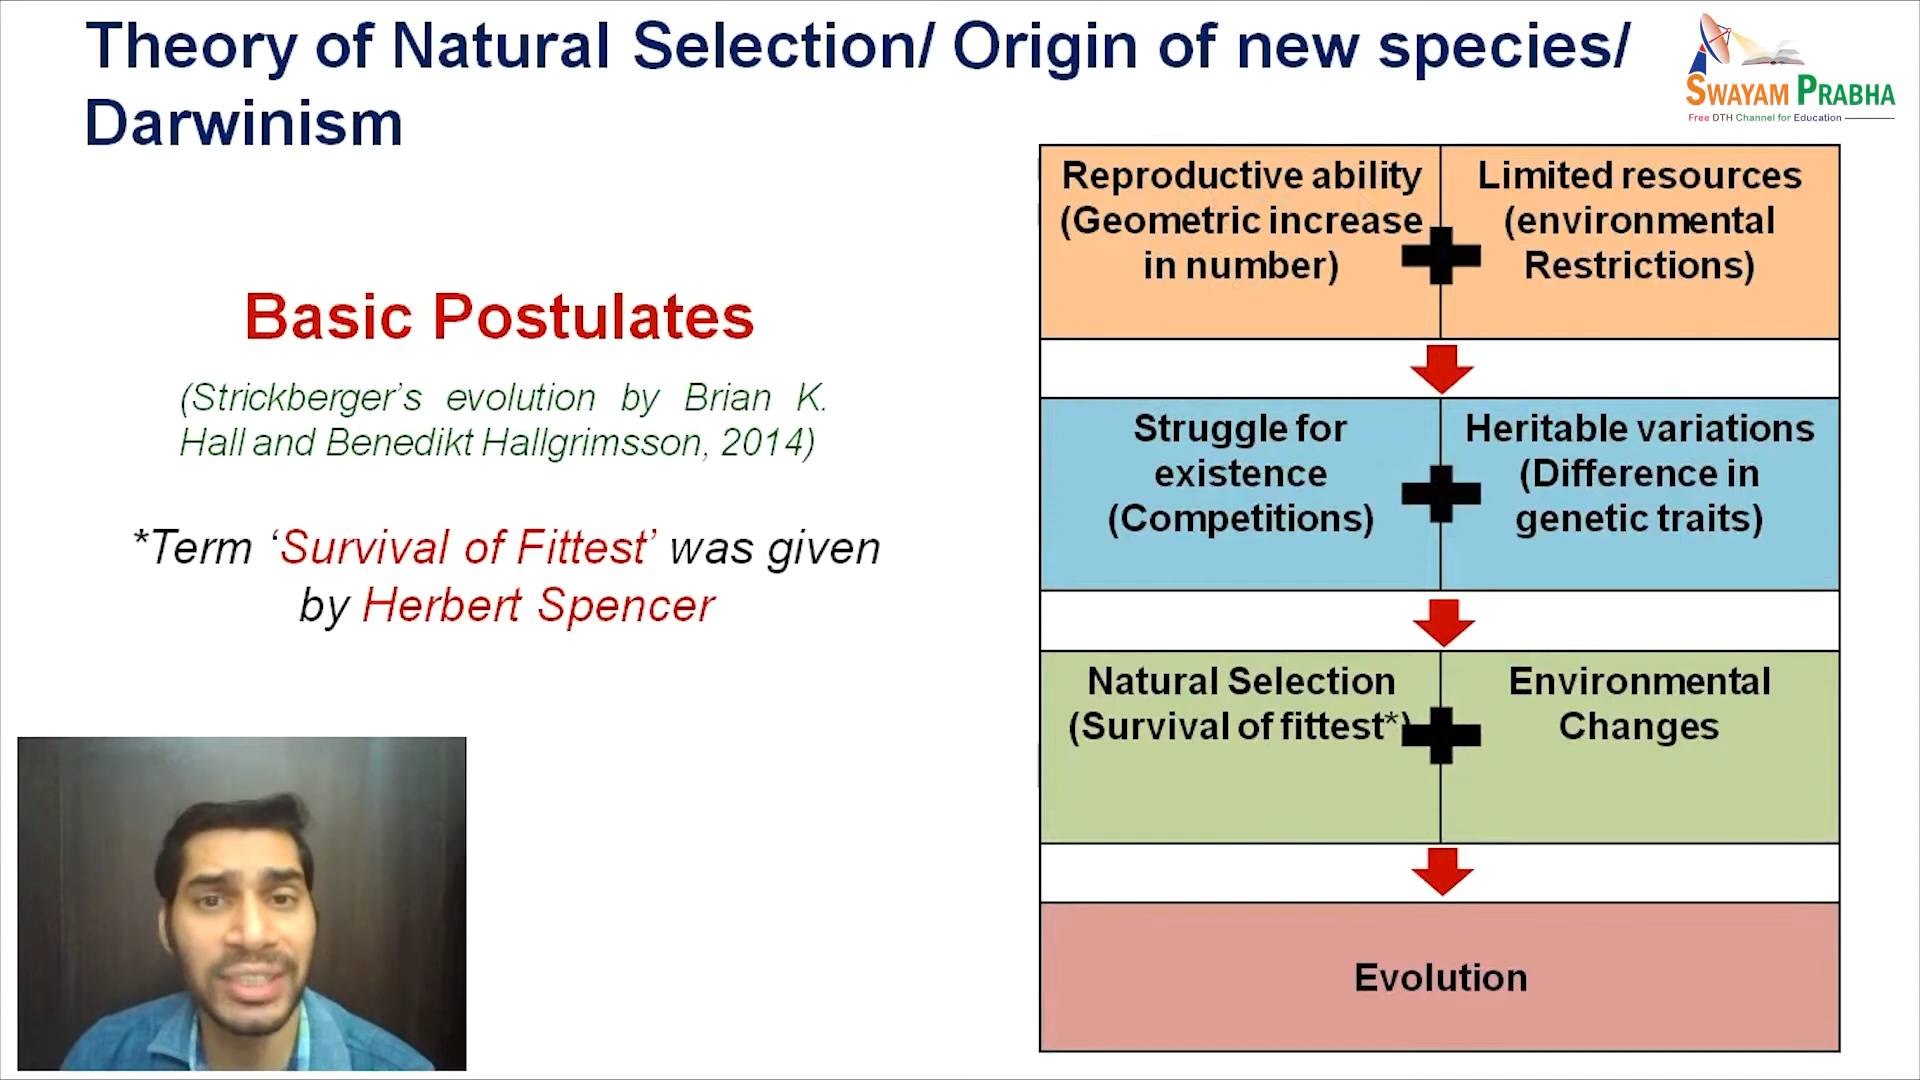 Theory of Natural Selection/ Origin of new species/
Darwinism
SWAYAM PRABHA
Free DTH Channel for Education
Basic Postulates
(Strickberger's evolution by Brian K.
Hall and Benedikt Hallgrimsson, 2014)
*Term ‘Survival of Fittest’ was given
by Herbert Spencer
Reproductive ability
(Geometric increase
in number)
Limited resources
(environmental
Restrictions)
Struggle for
existence
(Competitions)
Heritable variations
(Difference in
genetic traits)
Natural Selection
(Survival of fittest*)
Environmental
Changes
Evolution